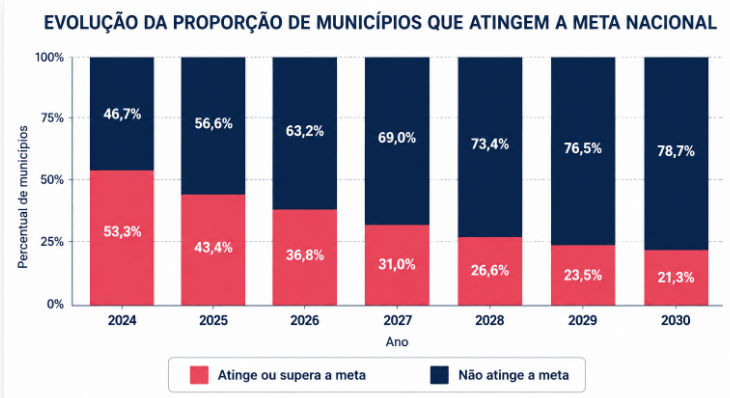 EVOLUÇÃO DA PROPORÇÃO DE MUNICÍPIOS QUE ATINGEM A META NACIONAL
Percentual de municípios
100%
75%
50%
25%
0%
46,7% 56,6% 63,2% 69,0% 73,4% 76,5% 78,7%
53,3% 43,4% 36,8% 31,0% 26,6% 23,5% 21,3%
2024 2025 2026 2027 2028 2029 2030
Ano
Atinge ou supera a meta Não atinge a meta